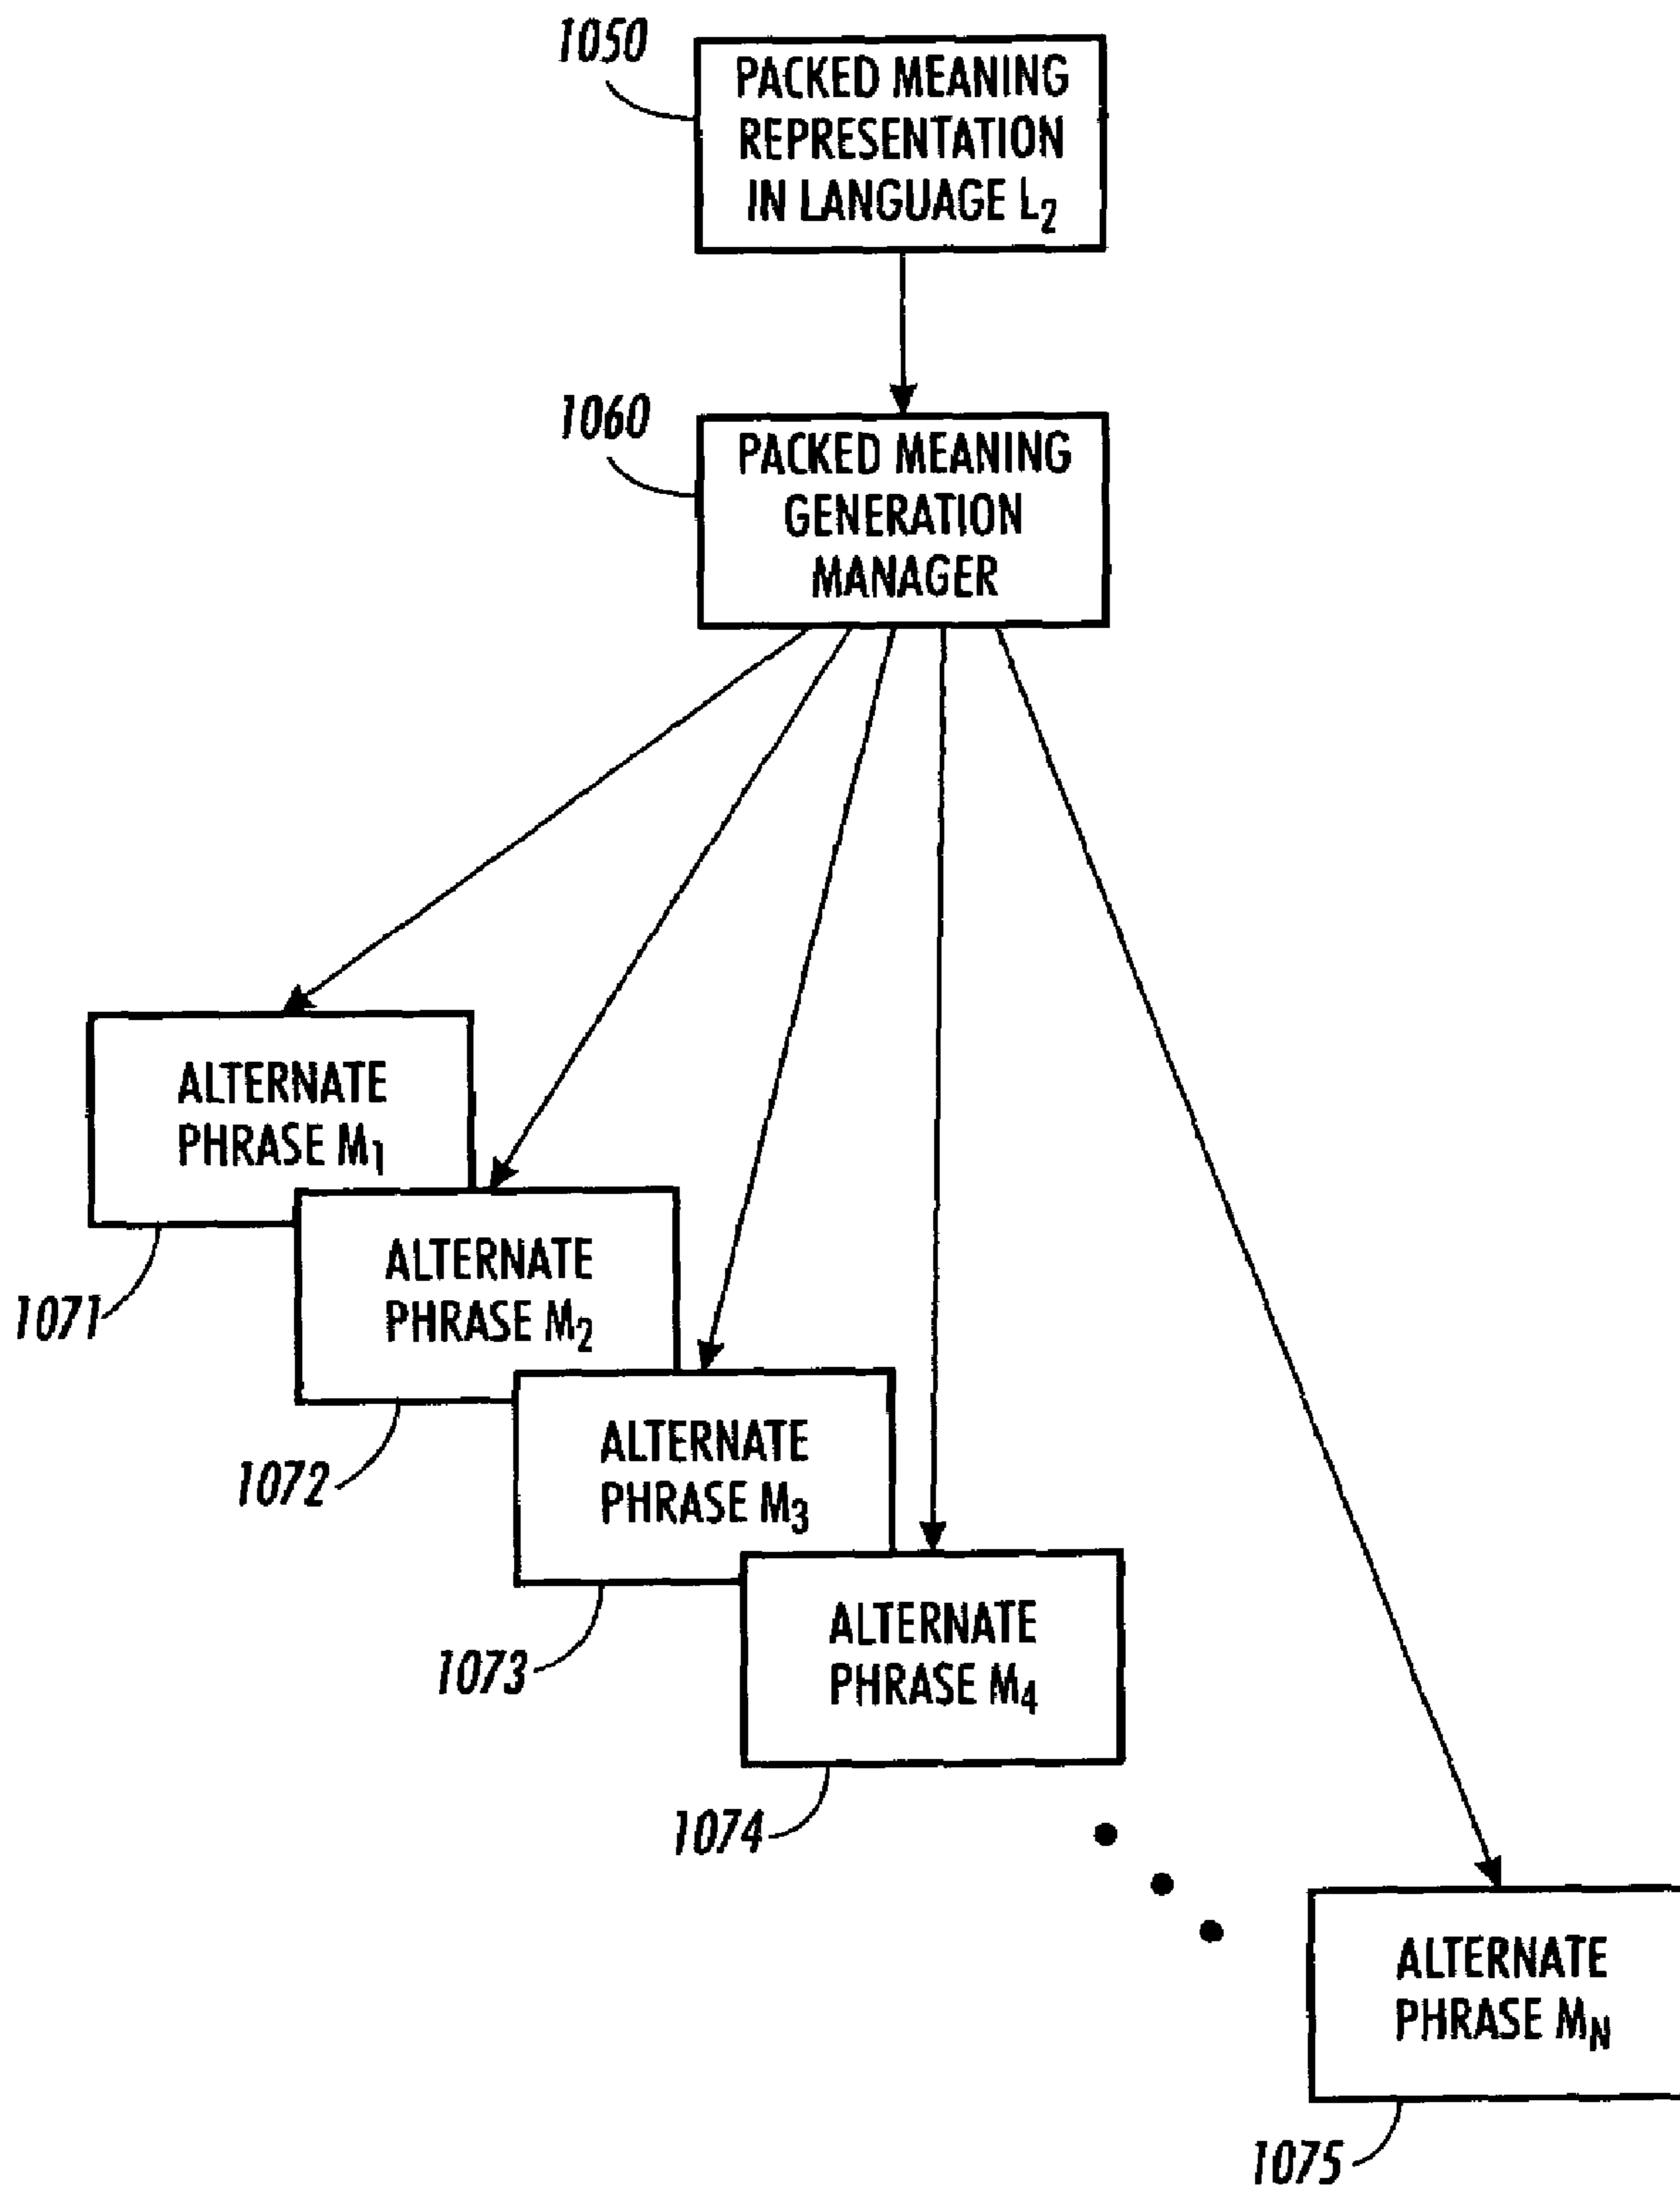 1050
PACKED MEANING
REPRESENTATION
IN LANGUAGE L₂
1060
PACKED MEANING
GENERATION
MANAGER
ALTERNATE
PHRASE M₁
1071
ALTERNATE
PHRASE M₂
1072
ALTERNATE
PHRASE M₃
1073
ALTERNATE
PHRASE M₄
1074
ALTERNATE
PHRASE M_N
1075